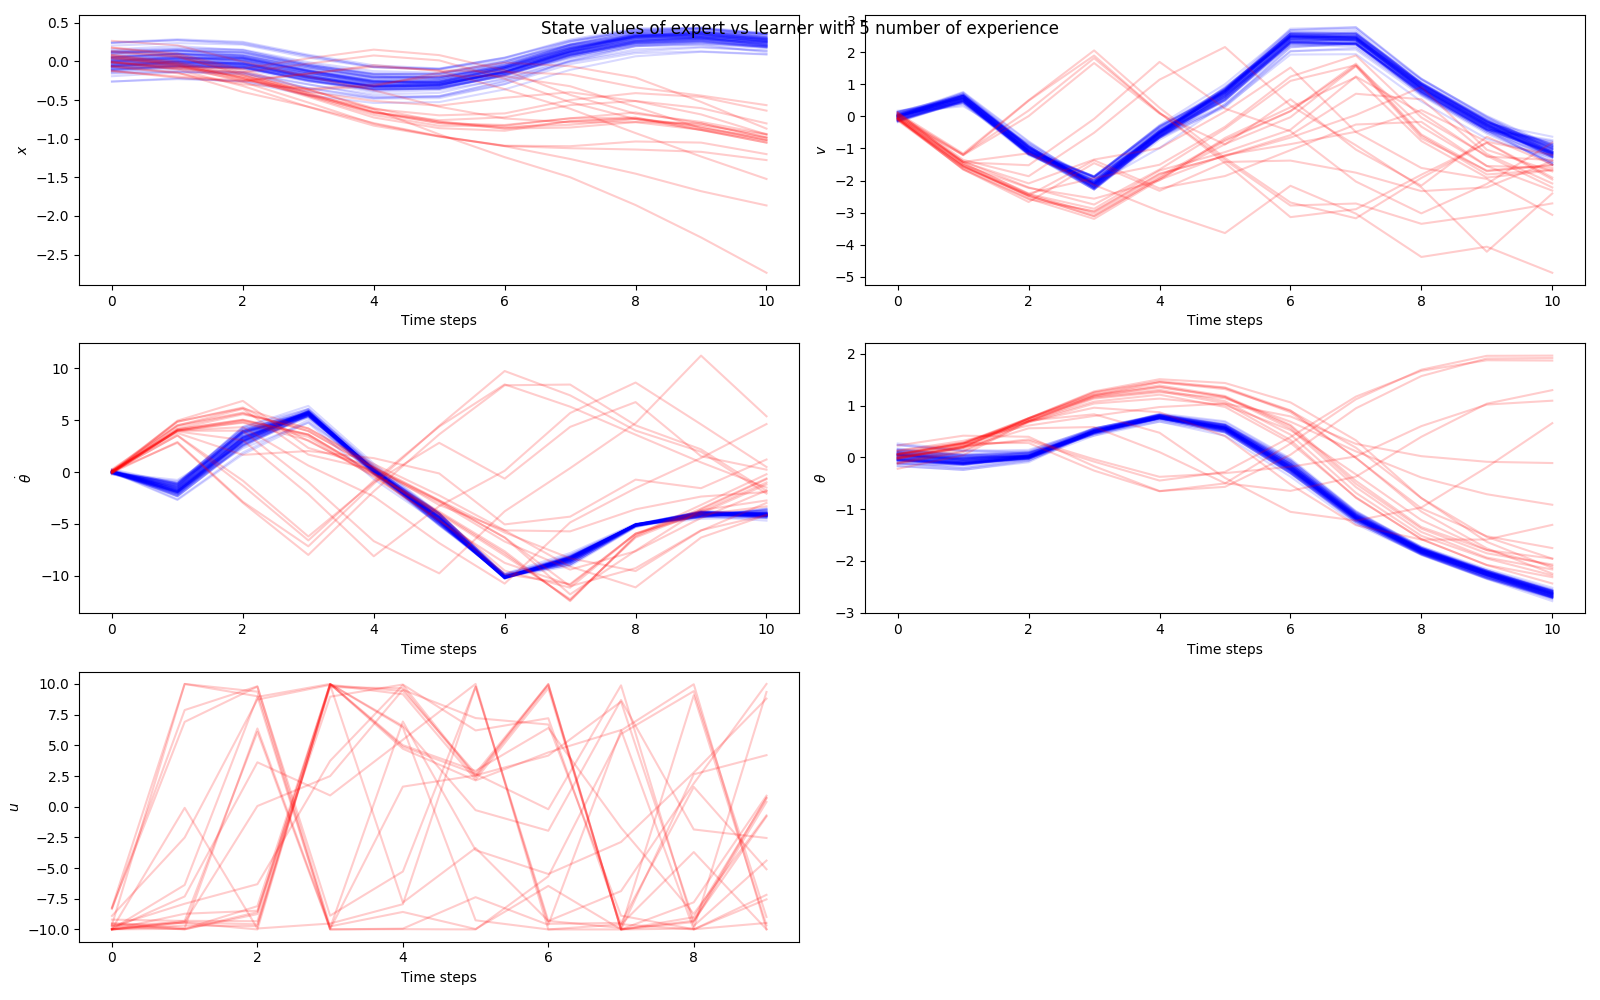 State values of expert vs learner with 5 number of experience
0.5
0.0
−0.5
−1.0
−1.5
−2.0
−2.5
x
0 2 4 6 8 10
Time steps
3
2
1
0
−1
−2
−3
−4
−5
v
0 2 4 6 8 10
Time steps
10
5
0
−5
−10
θ̇
0 2 4 6 8 10
Time steps
2
1
0
−1
−2
−3
θ
0 2 4 6 8 10
Time steps
10.0
7.5
5.0
2.5
0.0
−2.5
−5.0
−7.5
−10.0
u
0 2 4 6 8
Time steps